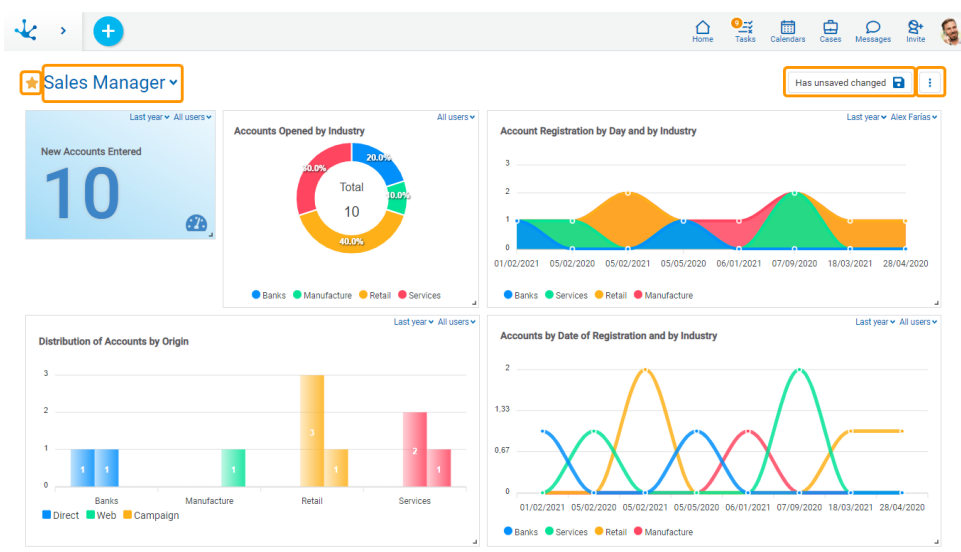 9
Home Tasks Calendars Cases Messages Invite
Sales Manager
Has unsaved changed
Last year All users
New Accounts Entered
10
All users
Accounts Opened by Industry
20.0%
10.0%
40.0%
30.0%
Total
10
Banks Manufacture Retail Services
Last year Alex Farías
Account Registration by Day and by Industry
3
2
1
0
01/02/2021 05/02/2020 05/02/2021 05/05/2020 06/01/2021 07/09/2020 18/03/2021 28/04/2020
Banks Services Retail Manufacture
Last year All users
Distribution of Accounts by Origin
3
2
1
0
1 1 1 3 1 2 1
Banks Manufacture Retail Services
Direct Web Campaign
Last year All users
Accounts by Date of Registration and by Industry
2
1,33
0,67
0
01/02/2021 05/02/2020 05/02/2021 05/05/2020 06/01/2021 07/09/2020 18/03/2021 28/04/2020
Banks Services Retail Manufacture